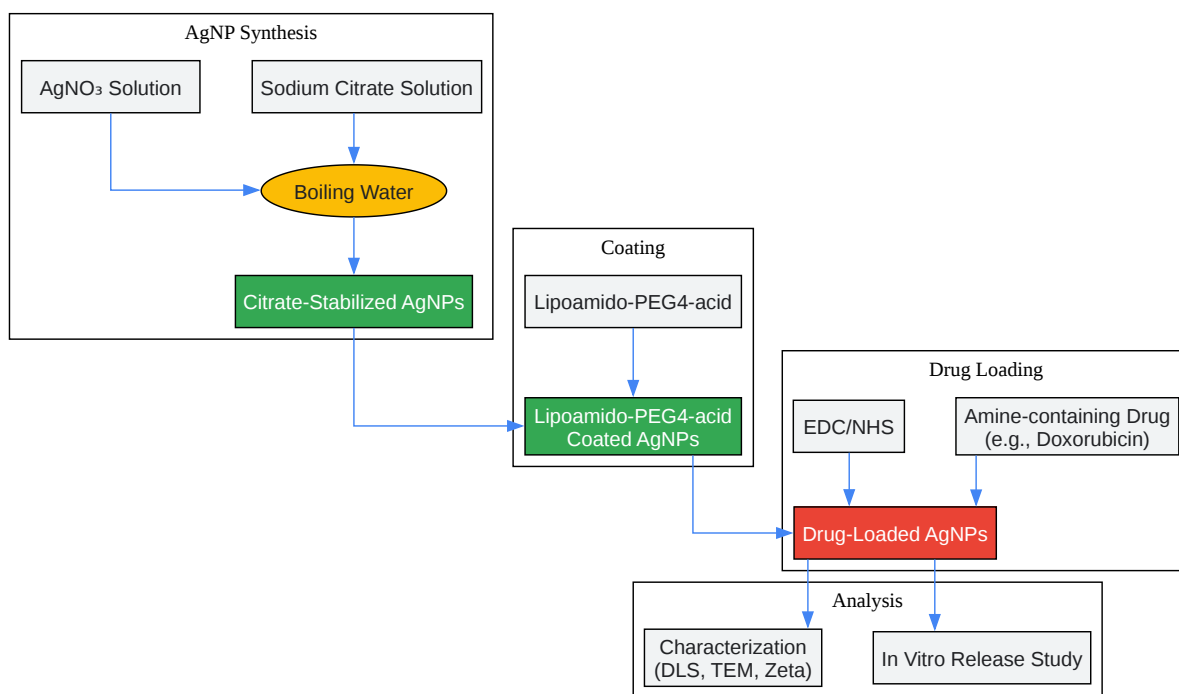 AgNP Synthesis
AgNO₃ Solution
Sodium Citrate Solution
Boiling Water
Citrate-Stabilized AgNPs
Coating
Lipoamido-PEG4-acid
Lipoamido-PEG4-acid
Coated AgNPs
Drug Loading
EDC/NHS
Amine-containing Drug
(e.g., Doxorubicin)
Drug-Loaded AgNPs
Analysis
Characterization
(DLS, TEM, Zeta)
In Vitro Release Study